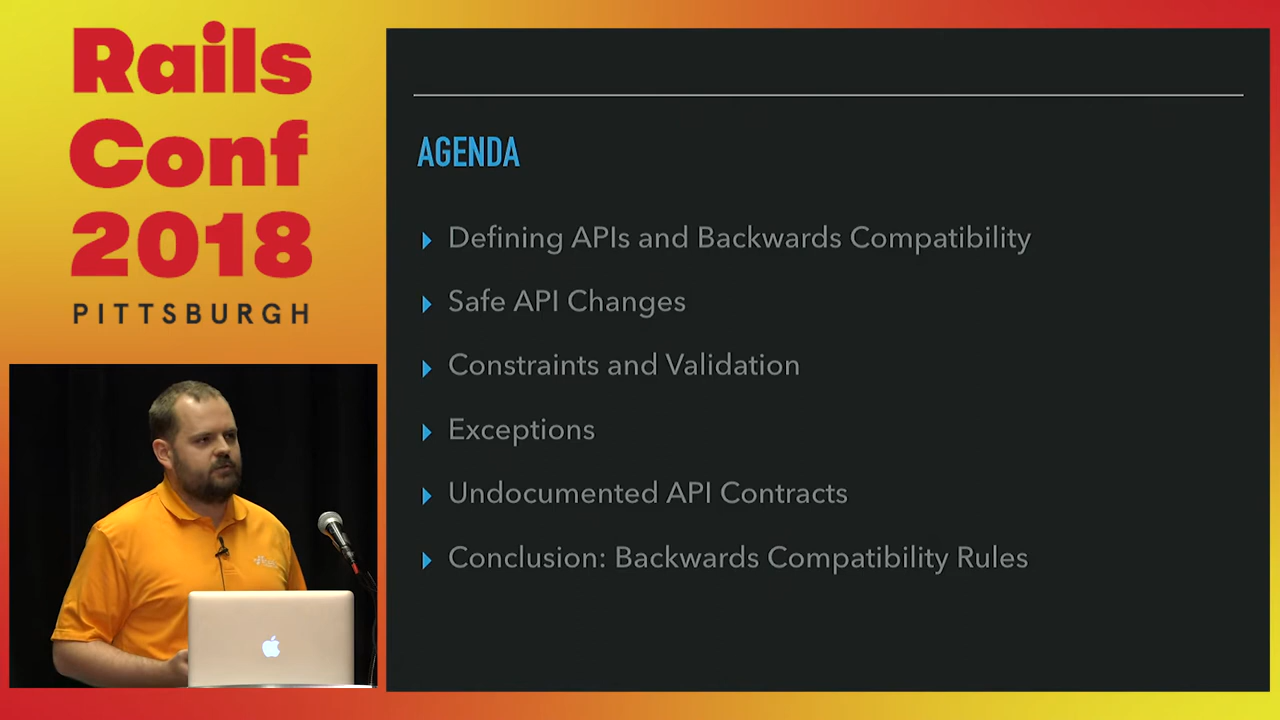 Rails
Conf
2018
PITTSBURGH
AGENDA
Defining APIs and Backwards Compatibility
Safe API Changes
Constraints and Validation
Exceptions
Undocumented API Contracts
Conclusion: Backwards Compatibility Rules